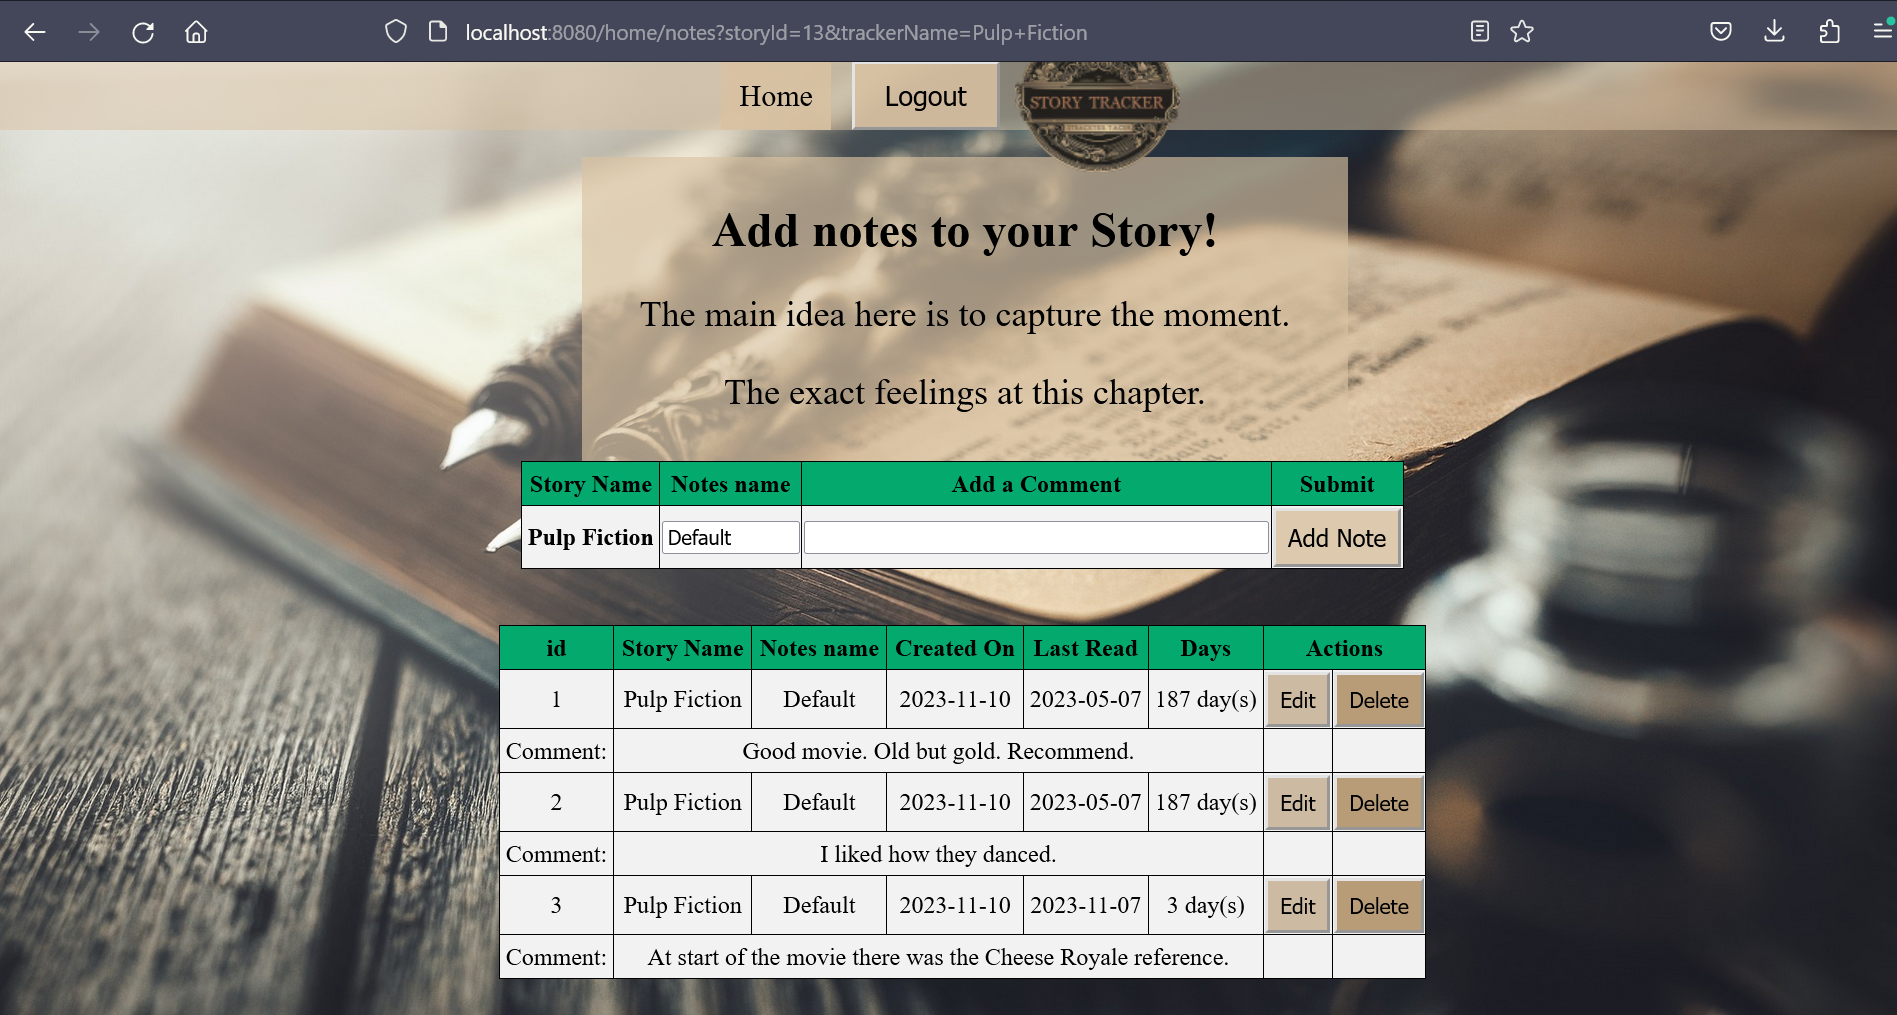 localhost:8080/home/notes?storyId=13&trackerName=Pulp+Fiction
Home Logout STORY TRACKER
Add notes to your Story!
The main idea here is to capture the moment.
The exact feelings at this chapter.
Story Name Notes name Add a Comment Submit
Pulp Fiction Default Add Note
id Story Name Notes name Created On Last Read Days Actions
1 Pulp Fiction Default 2023-11-10 2023-05-07 187 day(s) Edit Delete
Comment: Good movie. Old but gold. Recommend.
2 Pulp Fiction Default 2023-11-10 2023-05-07 187 day(s) Edit Delete
Comment: I liked how they danced.
3 Pulp Fiction Default 2023-11-10 2023-11-07 3 day(s) Edit Delete
Comment: At start of the movie there was the Cheese Royale reference.